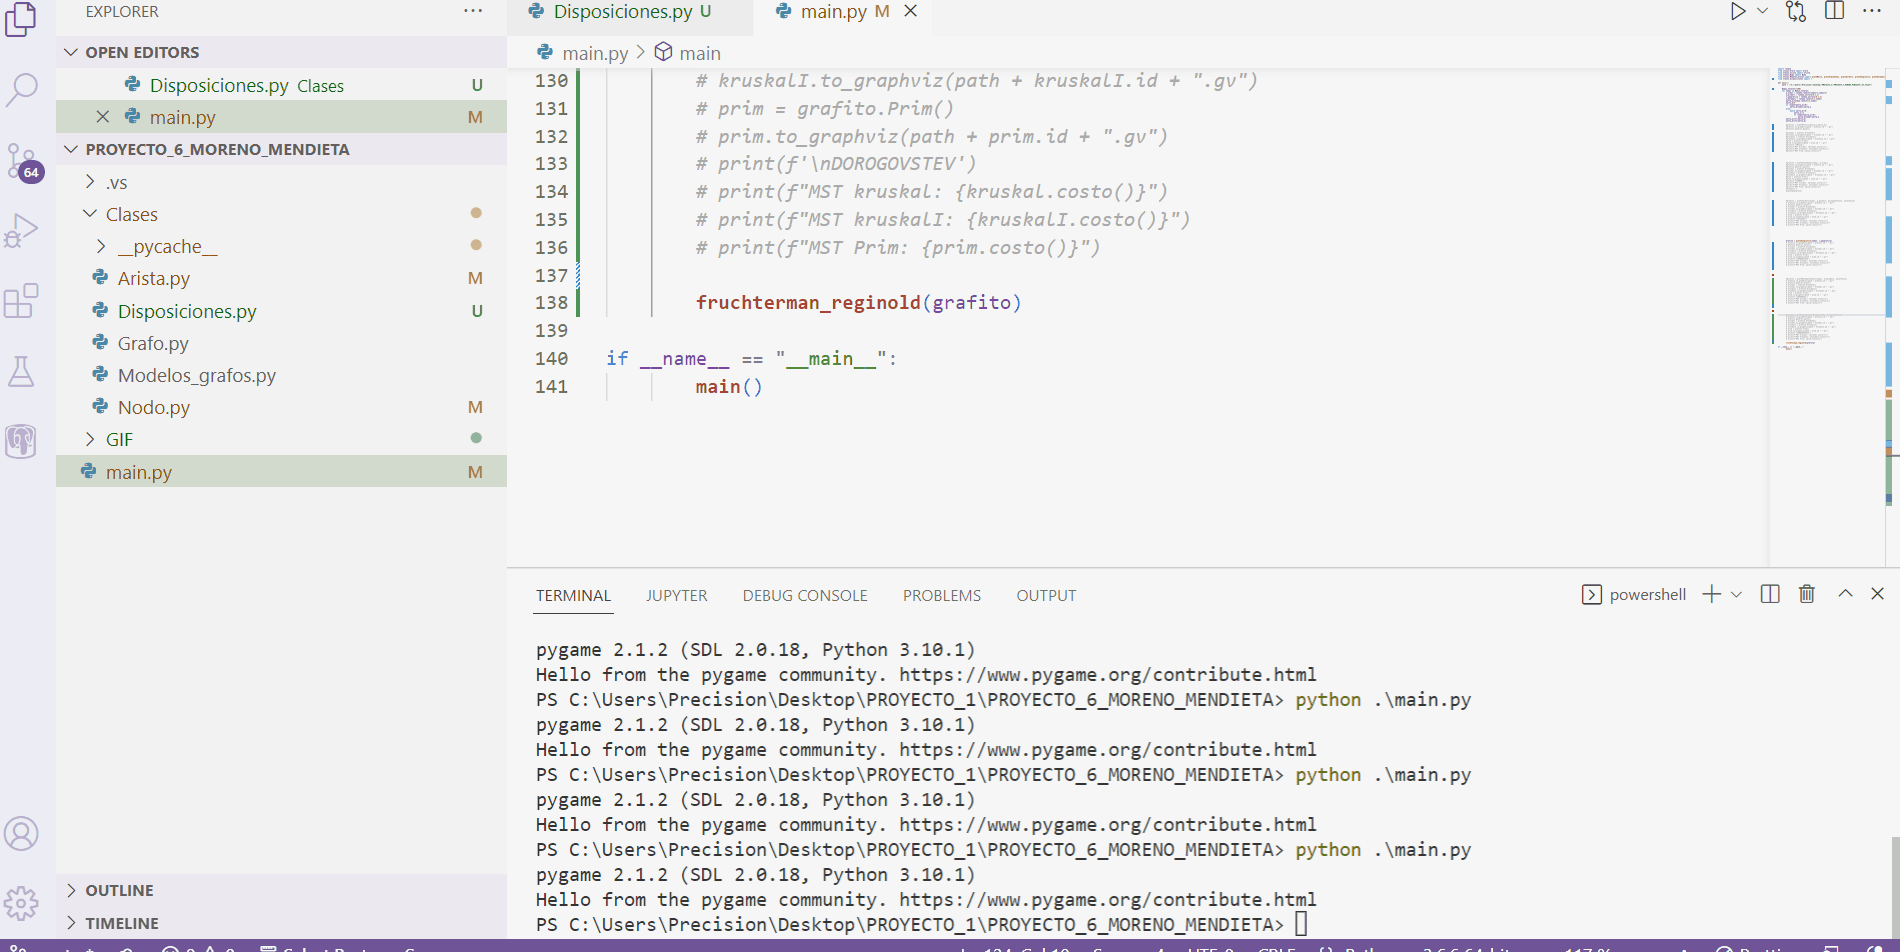 EXPLORER
OPEN EDITORS
Disposiciones.py Clases U
main.py M
PROYECTO_6_MORENO_MENDIETA
.vs
Clases
__pycache__
Arista.py M
Disposiciones.py U
Grafo.py
Modelos_grafos.py
Nodo.py M
GIF
main.py M
OUTLINE
TIMELINE
64
Disposiciones.py U
main.py M
main.py > main
130 # kruskalI.to_graphviz(path + kruskalI.id + ".gv")
131 # prim = grafito.Prim()
132 # prim.to_graphviz(path + prim.id + ".gv")
133 # print(f'\nDOROGOVSTEV')
134 # print(f"MST kruskal: {kruskal.costo()}")
135 # print(f"MST kruskalI: {kruskalI.costo()}")
136 # print(f"MST Prim: {prim.costo()}")
137
138 fruchterman_reginold(grafito)
139
140 if __name__ == "__main__":
141 main()
TERMINAL JUPYTER DEBUG CONSOLE PROBLEMS OUTPUT
powershell
pygame 2.1.2 (SDL 2.0.18, Python 3.10.1)
Hello from the pygame community. https://www.pygame.org/contribute.html
PS C:\Users\Precision\Desktop\PROYECTO_1\PROYECTO_6_MORENO_MENDIETA> python .\main.py
pygame 2.1.2 (SDL 2.0.18, Python 3.10.1)
Hello from the pygame community. https://www.pygame.org/contribute.html
PS C:\Users\Precision\Desktop\PROYECTO_1\PROYECTO_6_MORENO_MENDIETA> python .\main.py
pygame 2.1.2 (SDL 2.0.18, Python 3.10.1)
Hello from the pygame community. https://www.pygame.org/contribute.html
PS C:\Users\Precision\Desktop\PROYECTO_1\PROYECTO_6_MORENO_MENDIETA> python .\main.py
pygame 2.1.2 (SDL 2.0.18, Python 3.10.1)
Hello from the pygame community. https://www.pygame.org/contribute.html
PS C:\Users\Precision\Desktop\PROYECTO_1\PROYECTO_6_MORENO_MENDIETA>